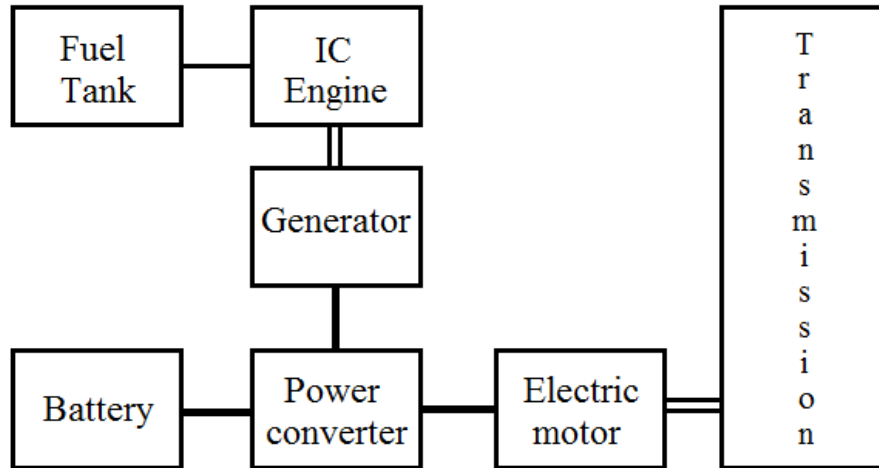 Fuel
Tank
IC
Engine
Generator
Battery
Power
converter
Electric
motor
T
r
a
n
s
m
i
s
s
i
o
n